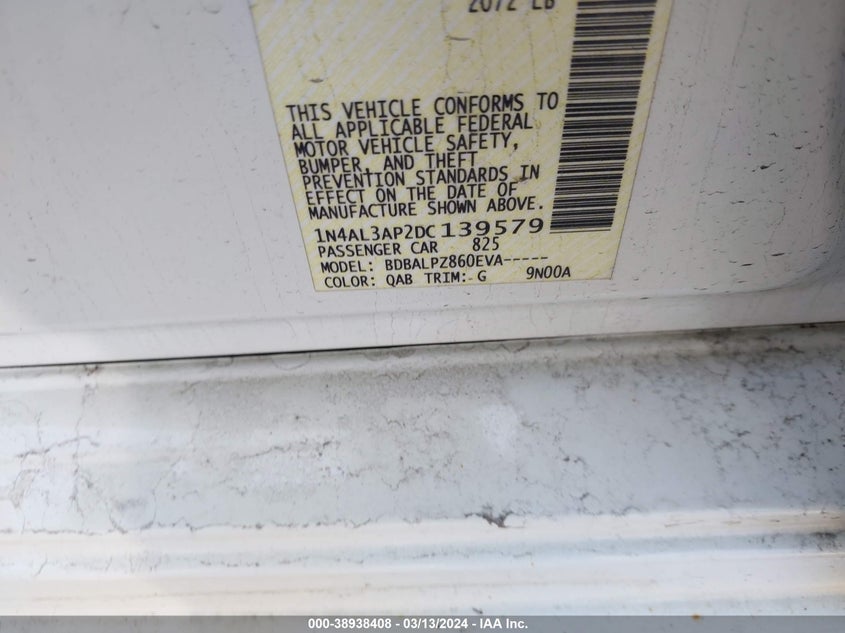 2072 LB
THIS VEHICLE CONFORMS TO
ALL APPLICABLE FEDERAL
MOTOR VEHICLE SAFETY,
BUMPER, AND THEFT
PREVENTION STANDARDS IN
EFFECT ON THE DATE OF
MANUFACTURE SHOWN ABOVE.
1N4AL3AP2DC139579
PASSENGER CAR 825
MODEL: BDBALPZ860EVA-----
COLOR: QAB TRIM: G 9N00A
000-38938408 - 03/13/2024 - IAA Inc.